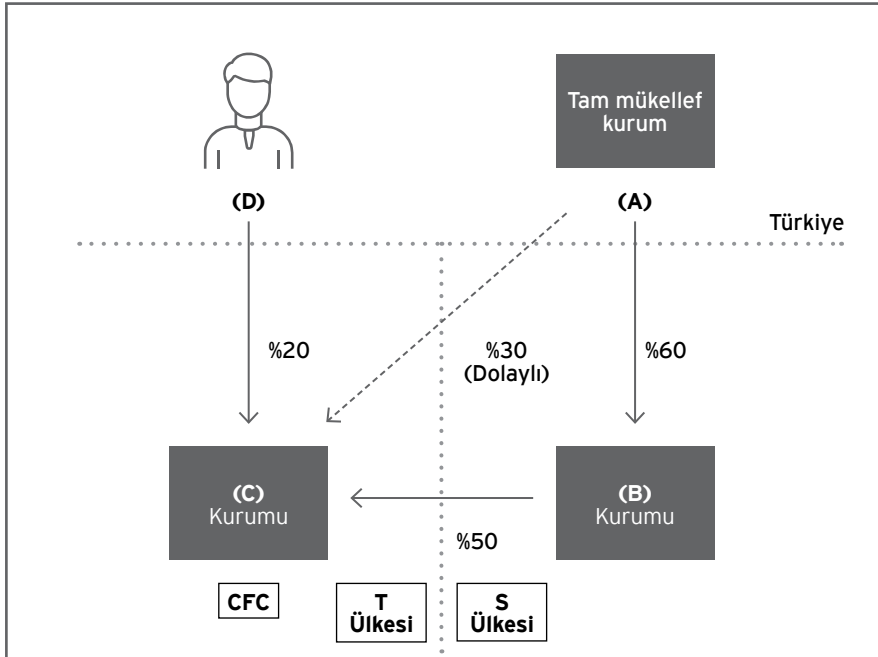 Tam mükellef
kurum
(D)
(A)
Türkiye
%20
%30
(Dolaylı)
%60
(C)
Kurumu
(B)
Kurumu
%50
CFC
T
Ülkesi
S
Ülkesi